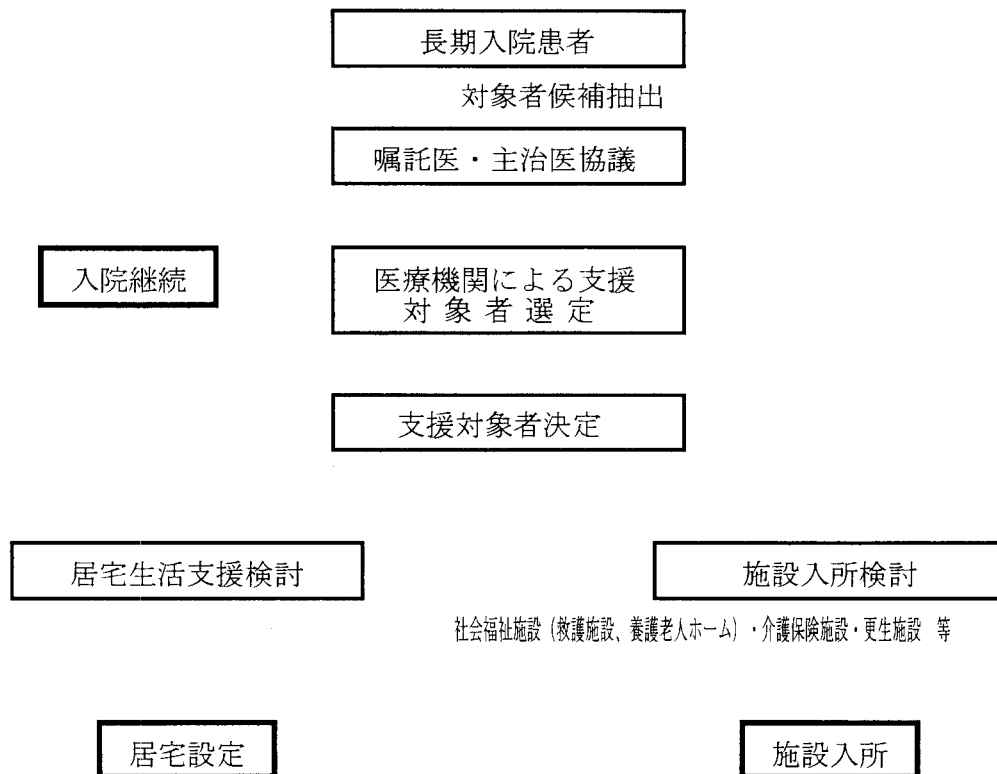 長期入院患者
対象者候補抽出
嘱託医・主治医協議
入院継続
医療機関による支援
対象者選定
支援対象者決定
居宅生活支援検討
施設入所検討
社会福祉施設（救護施設、養護老人ホーム）・介護保険施設・更生施設　等
居宅設定
施設入所